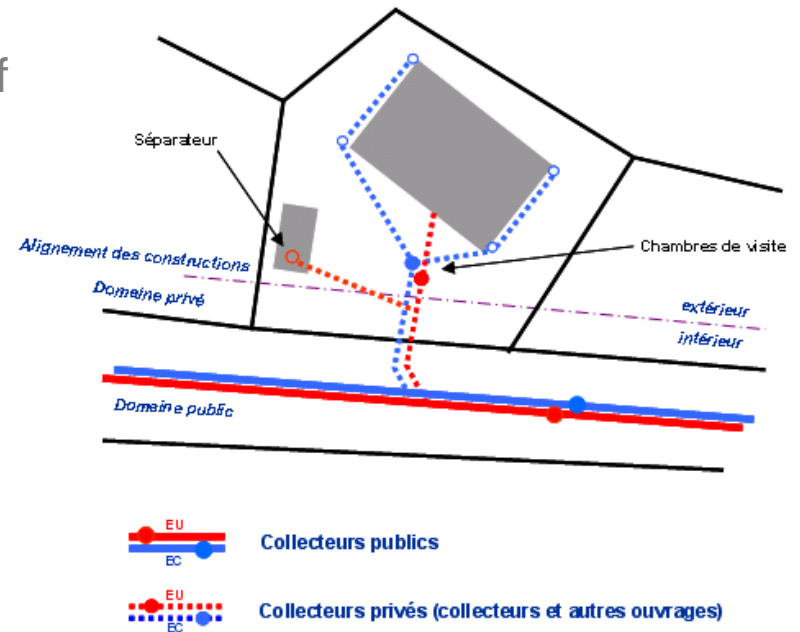 f
Séparateur
Alignement des constructions
Chambres de visite
Domaine privé
extérieur
intérieur
Domaine public
EU
Collecteurs publics
EC
EU
Collecteurs privés (collecteurs et autres ouvrages)
EC